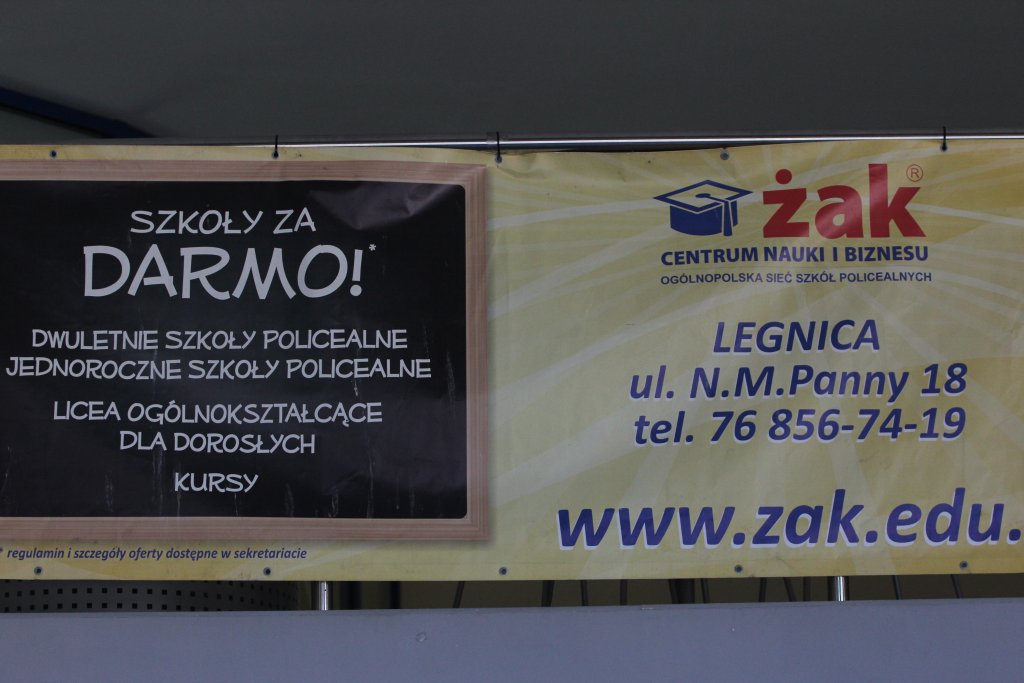 SZKOŁY ZA
DARMO!*
DWULETNIE SZKOŁY POLICEALNE
JEDNOROCZNE SZKOŁY POLICEALNE
LICEA OGÓLNOKSZTAŁCĄCE
DLA DOROSŁYCH
KURSY
* regulamin i szczegóły oferty dostępne w sekretariacie
żak®
CENTRUM NAUKI I BIZNESU
OGÓLNOPOLSKA SIEĆ SZKÓŁ POLICEALNYCH
LEGNICA
ul. N.M.Panny 18
tel. 76 856-74-19
www.zak.edu.